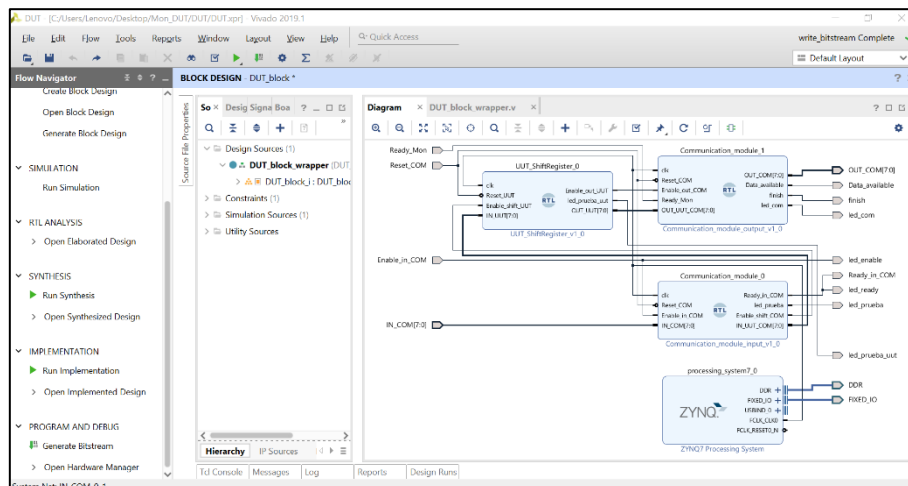 DUT - [C:/Users/Lenovo/Desktop/Mon_DUT/DUT/DUT.xpr] - Vivado 2019.1
File Edit Flow Tools Reports Window Layout View Help Quick Access
write_bitstream Complete
Default Layout
Flow Navigator
BLOCK DESIGN - DUT_block *
Create Block Design
Open Block Design
Generate Block Design
SIMULATION
Run Simulation
RTL ANALYSIS
Open Elaborated Design
SYNTHESIS
Run Synthesis
Open Synthesized Design
IMPLEMENTATION
Run Implementation
Open Implemented Design
PROGRAM AND DEBUG
Generate Bitstream
Open Hardware Manager
Source File Properties
So Desig Signa Boa
Design Sources (1)
DUT_block_wrapper (DUT
DUT_block_i : DUT_bloc
Constraints (1)
Simulation Sources (1)
Utility Sources
Hierarchy IP Sources
Diagram DUT_block_wrapper.v
Ready_Mon
Reset_COM
Enable_in_COM
IN_COM[7:0]
UUT_ShiftRegister_0
clk
Reset_UUT
Enable_shift_UUT
IN_UUT[7:0]
RTL
Enable_out_UUT
led_prueba_uut
OUT_UUT[7:0]
UUT_ShiftRegister_v1_0
Communication_module_1
clk
Reset_COM
Enable_out_COM
Ready_Mon
OUT_UUT_COM[7:0]
RTL
OUT_COM[7:0]
Data_available
finish
led_com
Communication_module_output_v1_0
Communication_module_0
clk
Reset_COM
Enable_in_COM
IN_COM[7:0]
RTL
Ready_in_COM
led_prueba
Enable_shift_COM
IN_UUT_COM[7:0]
Communication_module_input_v1_0
processing_system7_0
ZYNQ
DDR
FIXED_IO
USBIND_0
FCLK_CLK0
FCLK_RESET0_N
ZYNQ7 Processing System
OUT_COM[7:0]
Data_available
finish
led_com
led_enable
Ready_in_COM
led_ready
led_prueba
led_prueba_uut
DDR
FIXED_IO
Tcl Console Messages Log Reports Design Runs